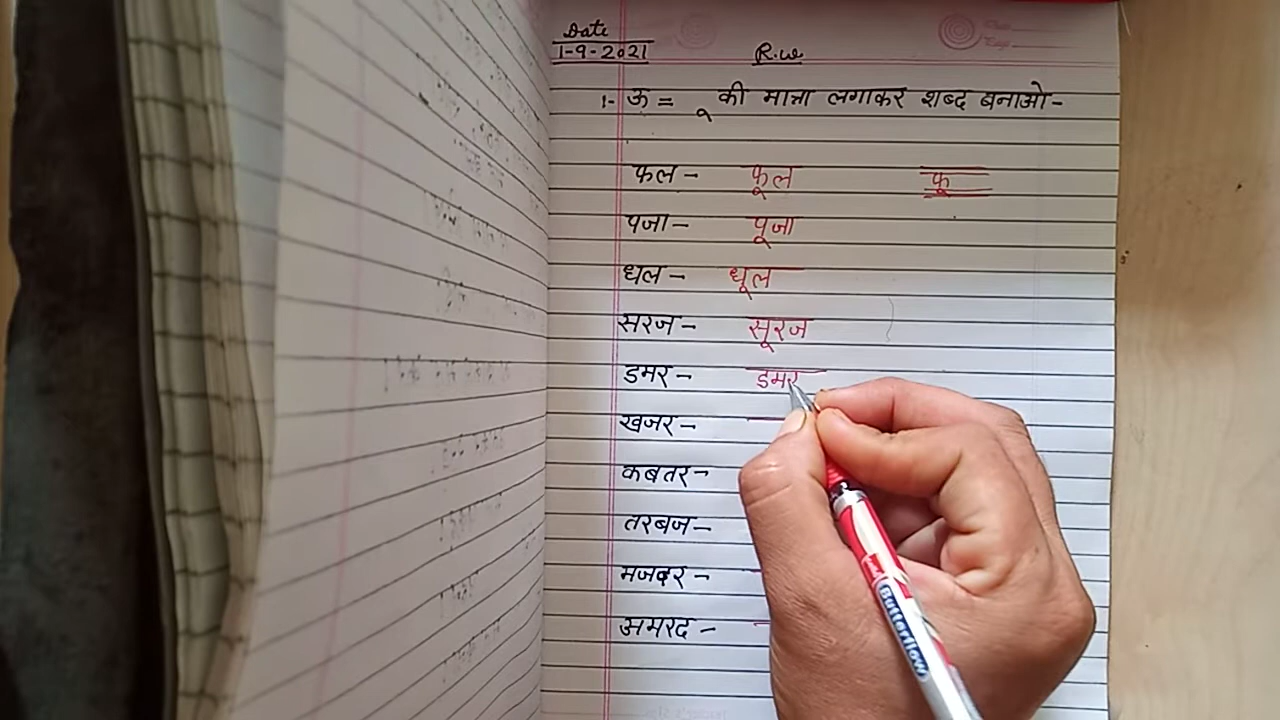 Date
1-9-2021 R.w
1- ऊ = ू की मात्रा लगाकर शब्द बनाओ-
फल - फूल फू
पजा - पूजा
धल - धूल
सरज - सूरज
डमर - डमर
खजर -
कबतर -
तरबज -
मजदर -
अमरद -
Butterflow